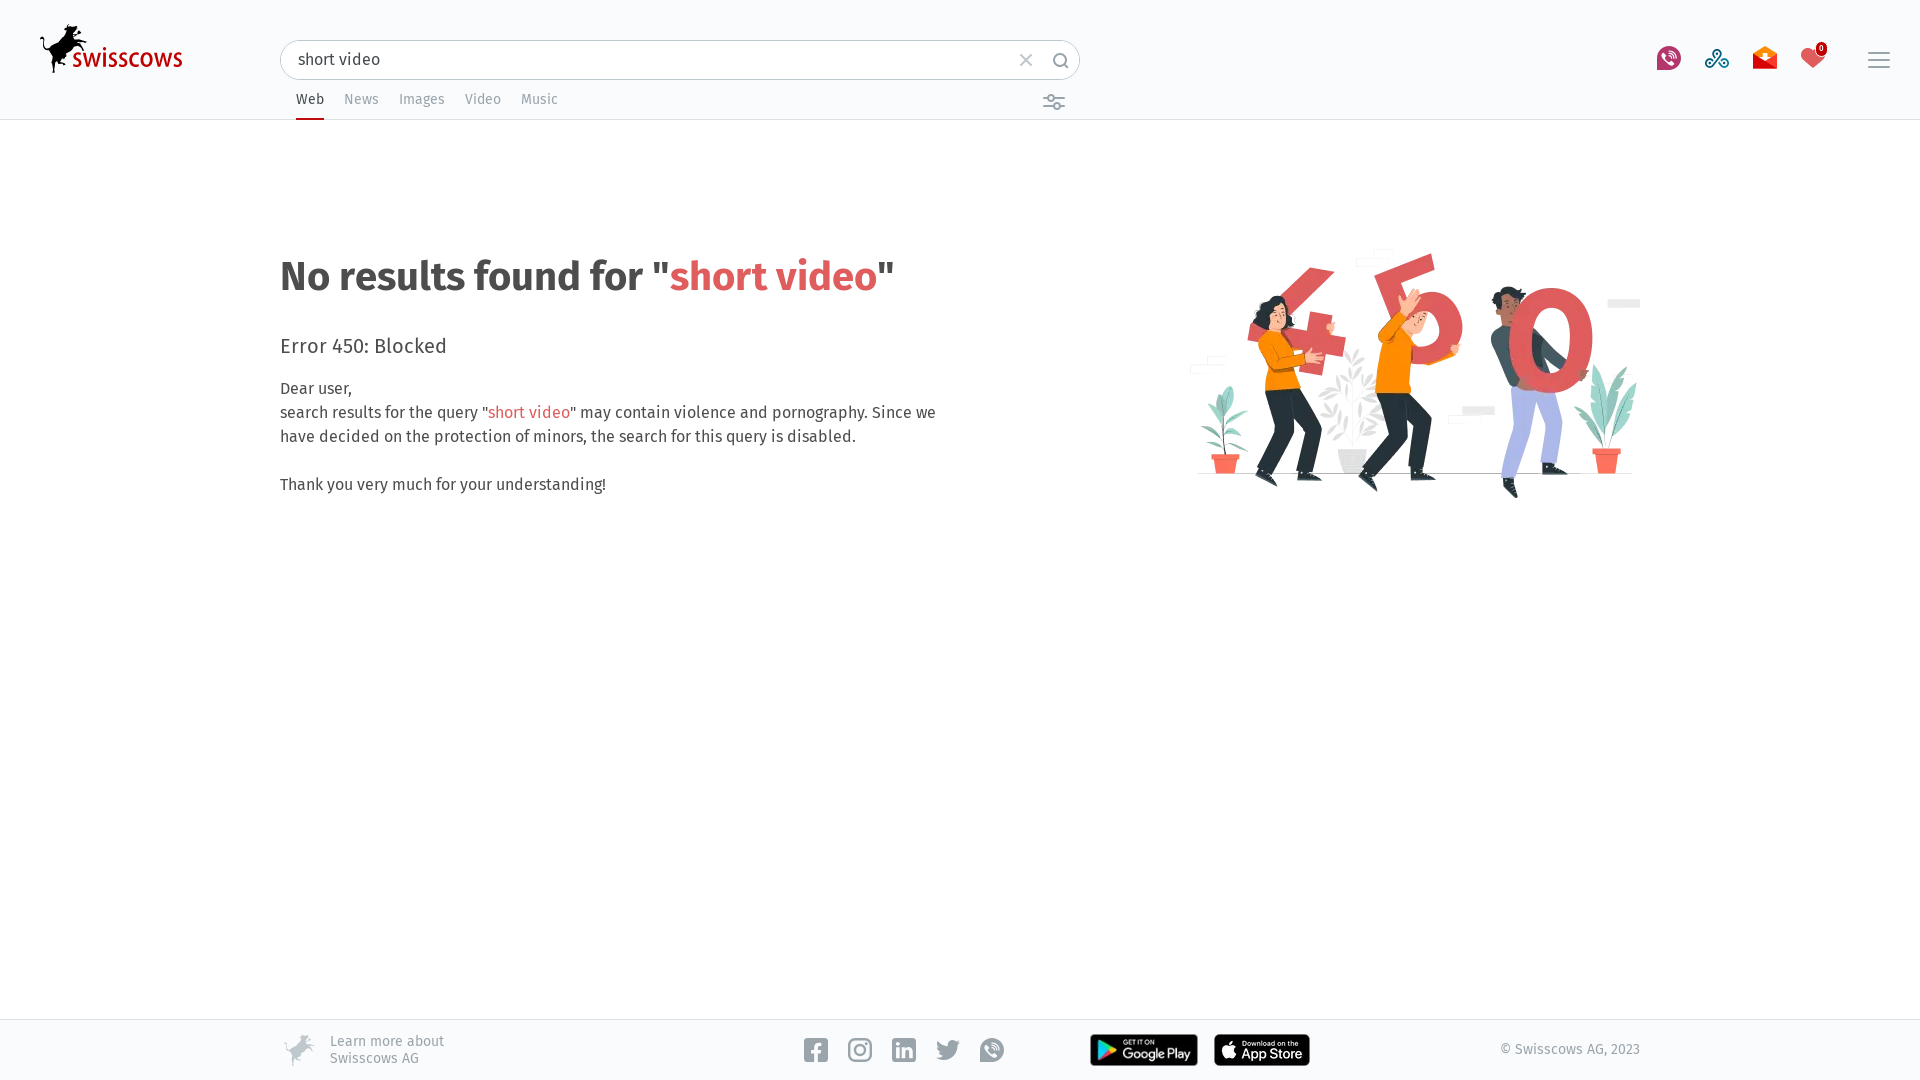 swisscows
short video
0
Web News Images Video Music
No results found for "short video"
450
Error 450: Blocked
Dear user,
search results for the query "short video" may contain violence and pornography. Since we
have decided on the protection of minors, the search for this query is disabled.
Thank you very much for your understanding!
Learn more about
Swisscows AG
GET IT ON
Google Play
Download on the
App Store
© Swisscows AG, 2023